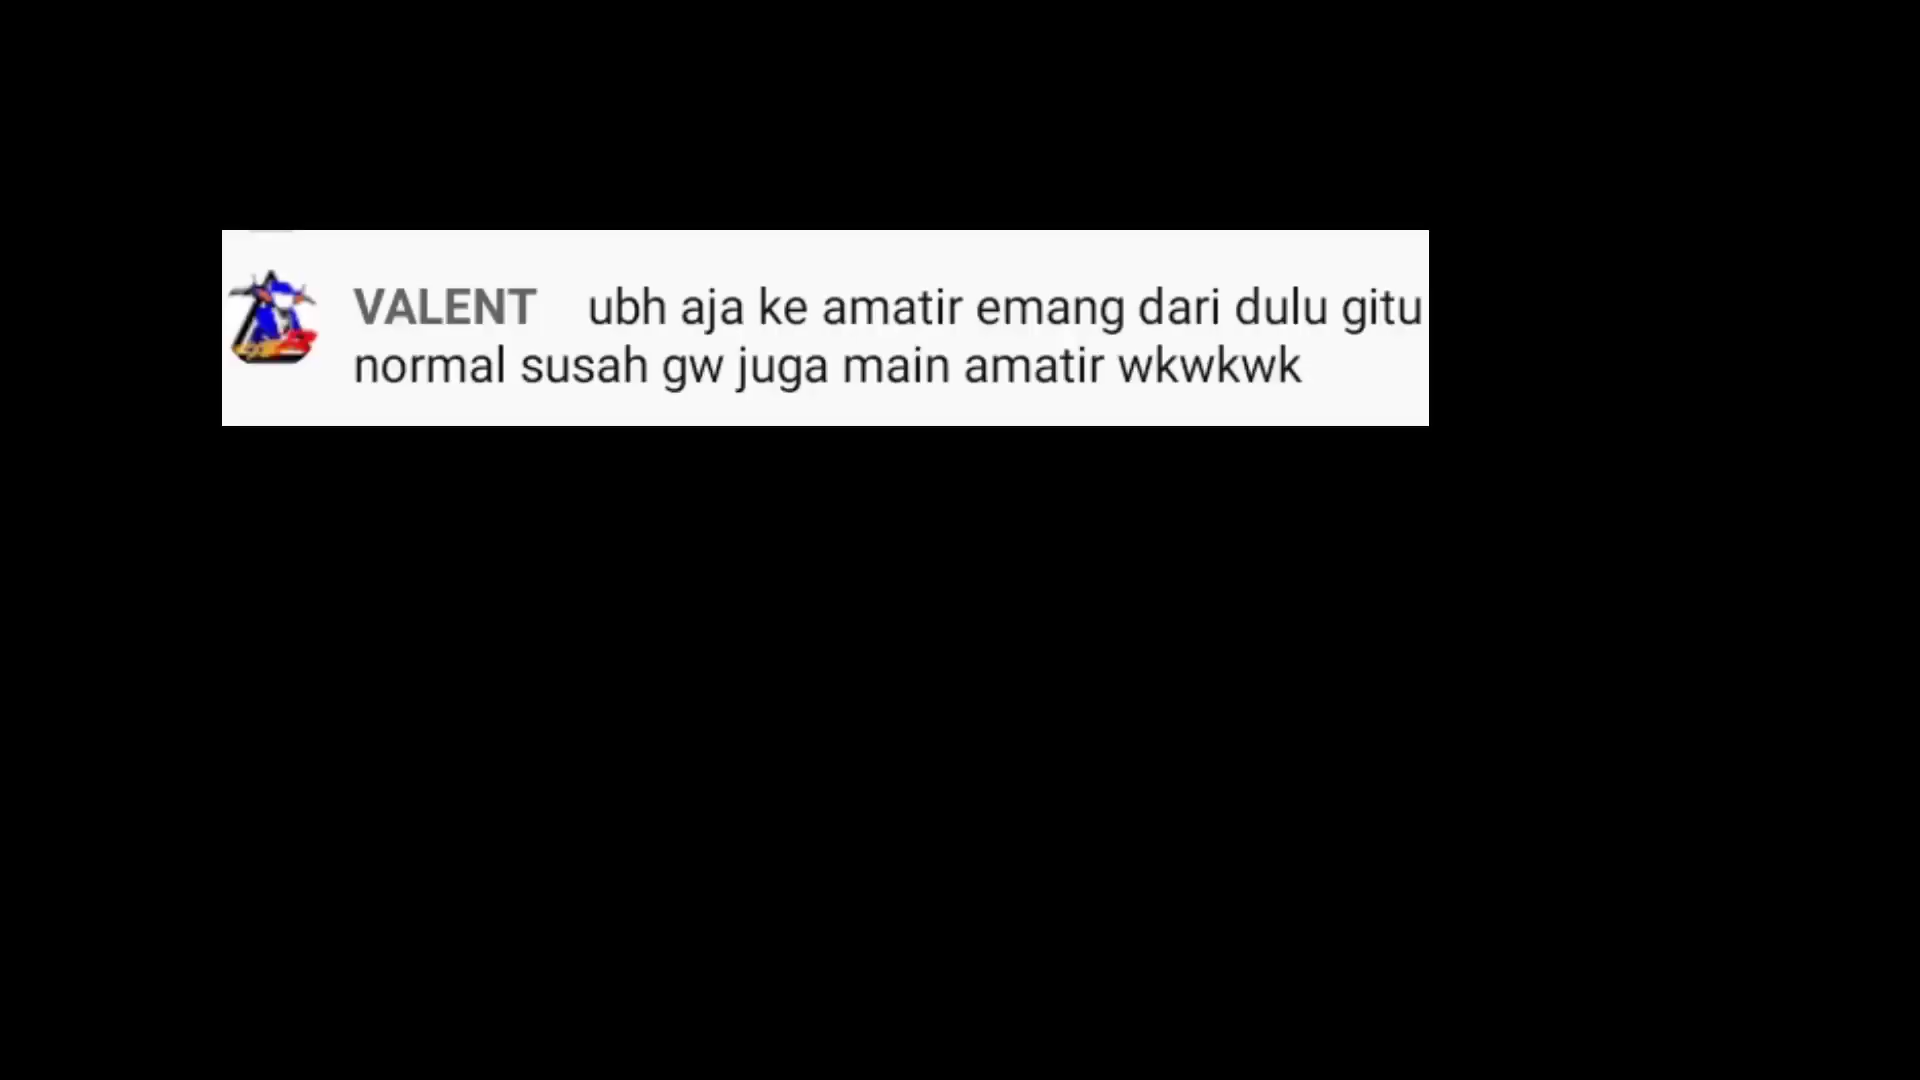 VALENT ubh aja ke amatir emang dari dulu gitu
normal susah gw juga main amatir wkwkwk